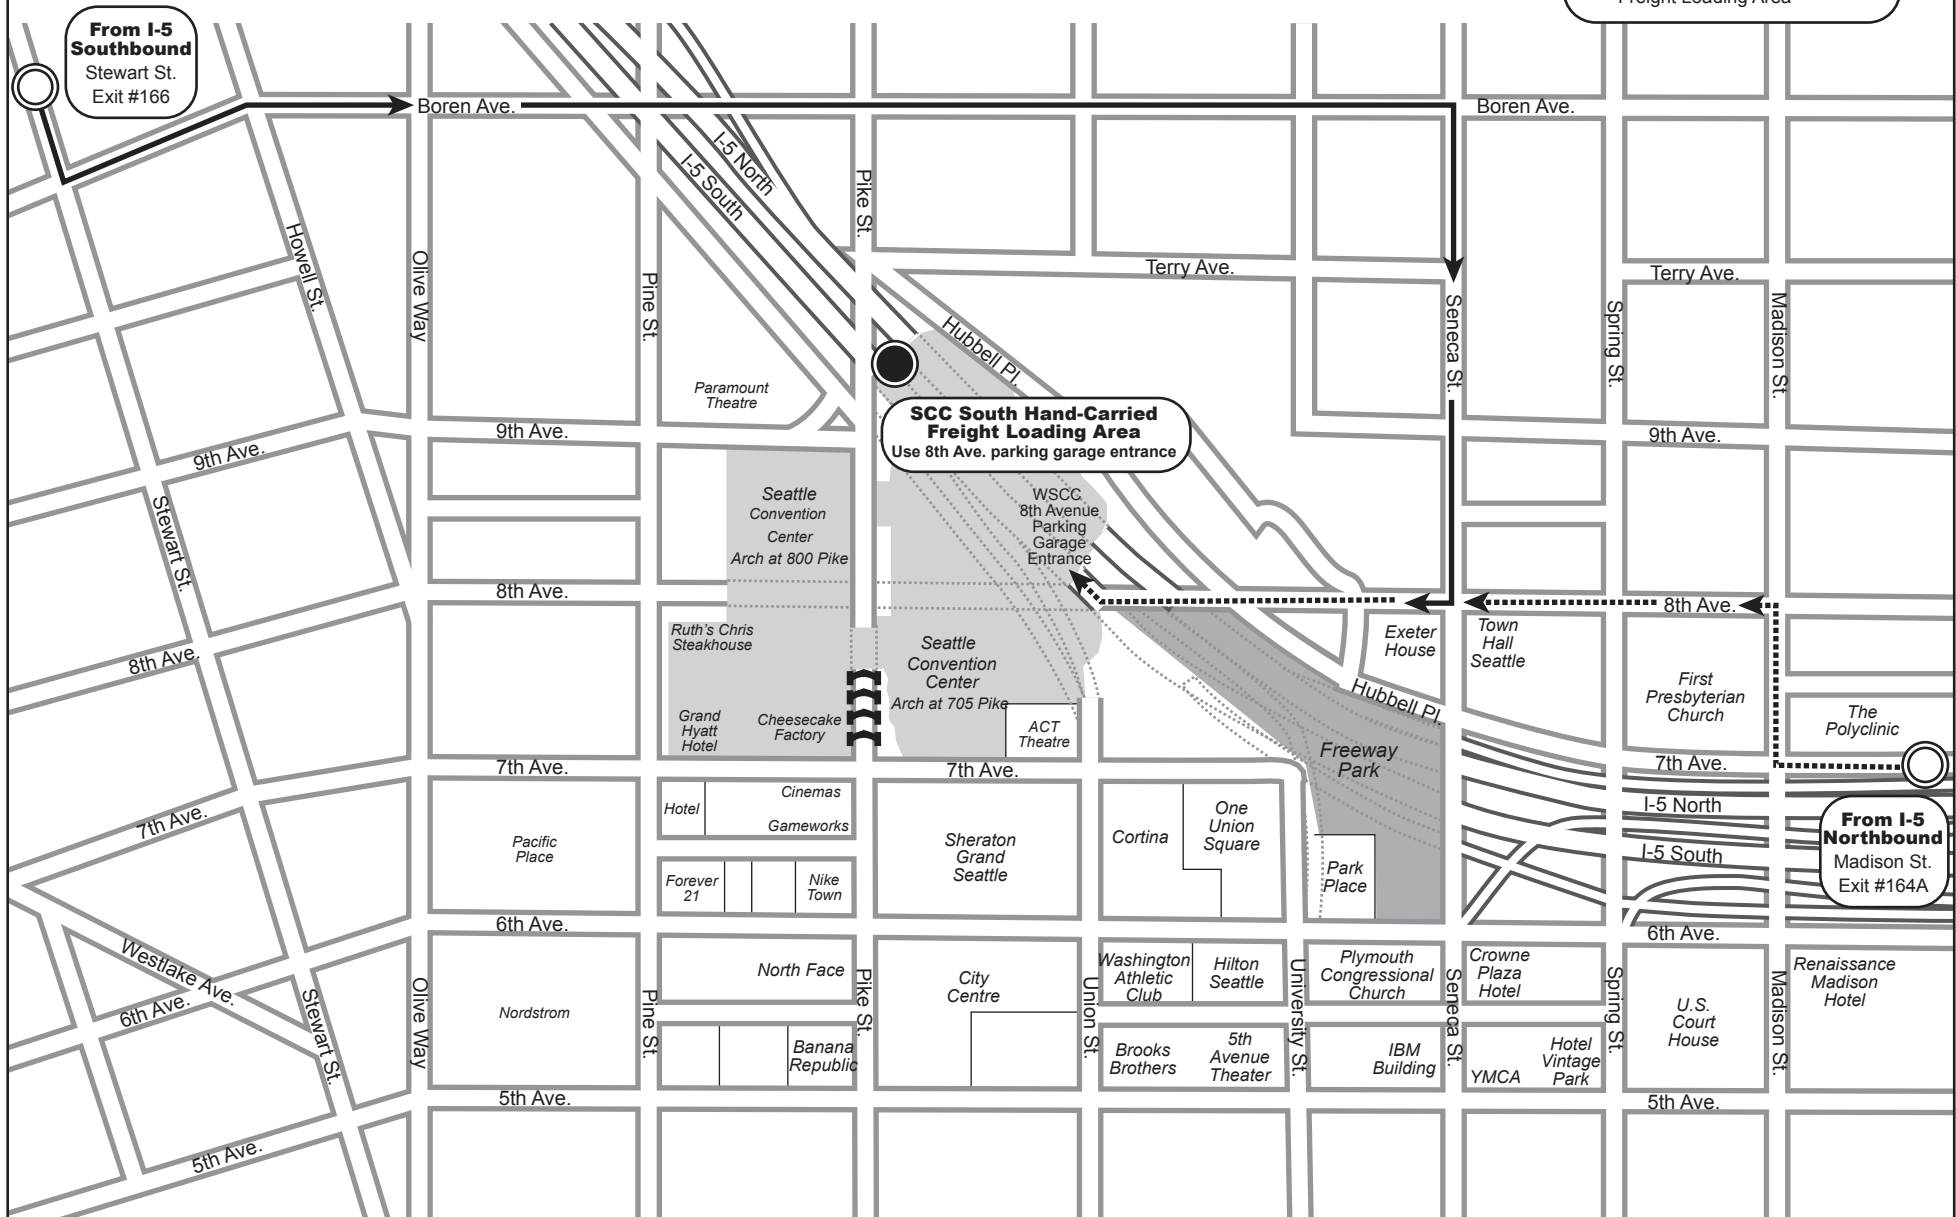 Freight Loading Area
From I-5
Southbound
Stewart St.
Exit #166
Boren Ave.
Boren Ave.
I-5 North
I-5 South
Pike St.
Howell St.
Olive Way
Pine St.
Terry Ave.
Terry Ave.
Hubbell Pl.
Seneca St.
Spring St.
Madison St.
Paramount
Theatre
SCC South Hand-Carried
Freight Loading Area
Use 8th Ave. parking garage entrance
9th Ave.
9th Ave.
9th Ave.
Stewart St.
Seattle
Convention
Center
Arch at 800 Pike
WSCC
8th Avenue
Parking
Garage
Entrance
8th Ave.
8th Ave.
8th Ave.
Ruth's Chris
Steakhouse
Seattle
Convention
Center
Arch at 705 Pike
Exeter
House
Town
Hall
Seattle
First
Presbyterian
Church
The
Polyclinic
Hubbell Pl.
Grand
Hyatt
Hotel
Cheesecake
Factory
ACT
Theatre
Freeway
Park
7th Ave.
7th Ave.
7th Ave.
7th Ave.
I-5 North
I-5 South
From I-5
Northbound
Madison St.
Exit #164A
Hotel
Cinemas
Gameworks
Pacific
Place
Sheraton
Grand
Seattle
Cortina
One
Union
Square
Park
Place
Forever
21
Nike
Town
6th Ave.
6th Ave.
6th Ave.
Westlake Ave.
Stewart St.
Olive Way
Nordstrom
Pine St.
North Face
Pike St.
City
Centre
Union St.
Washington
Athletic
Club
Hilton
Seattle
University St.
Plymouth
Congressional
Church
Seneca St.
Crowne
Plaza
Hotel
Spring St.
U.S.
Court
House
Madison St.
Renaissance
Madison
Hotel
Banana
Republic
Brooks
Brothers
5th
Avenue
Theater
IBM
Building
YMCA
Hotel
Vintage
Park
5th Ave.
5th Ave.
5th Ave.